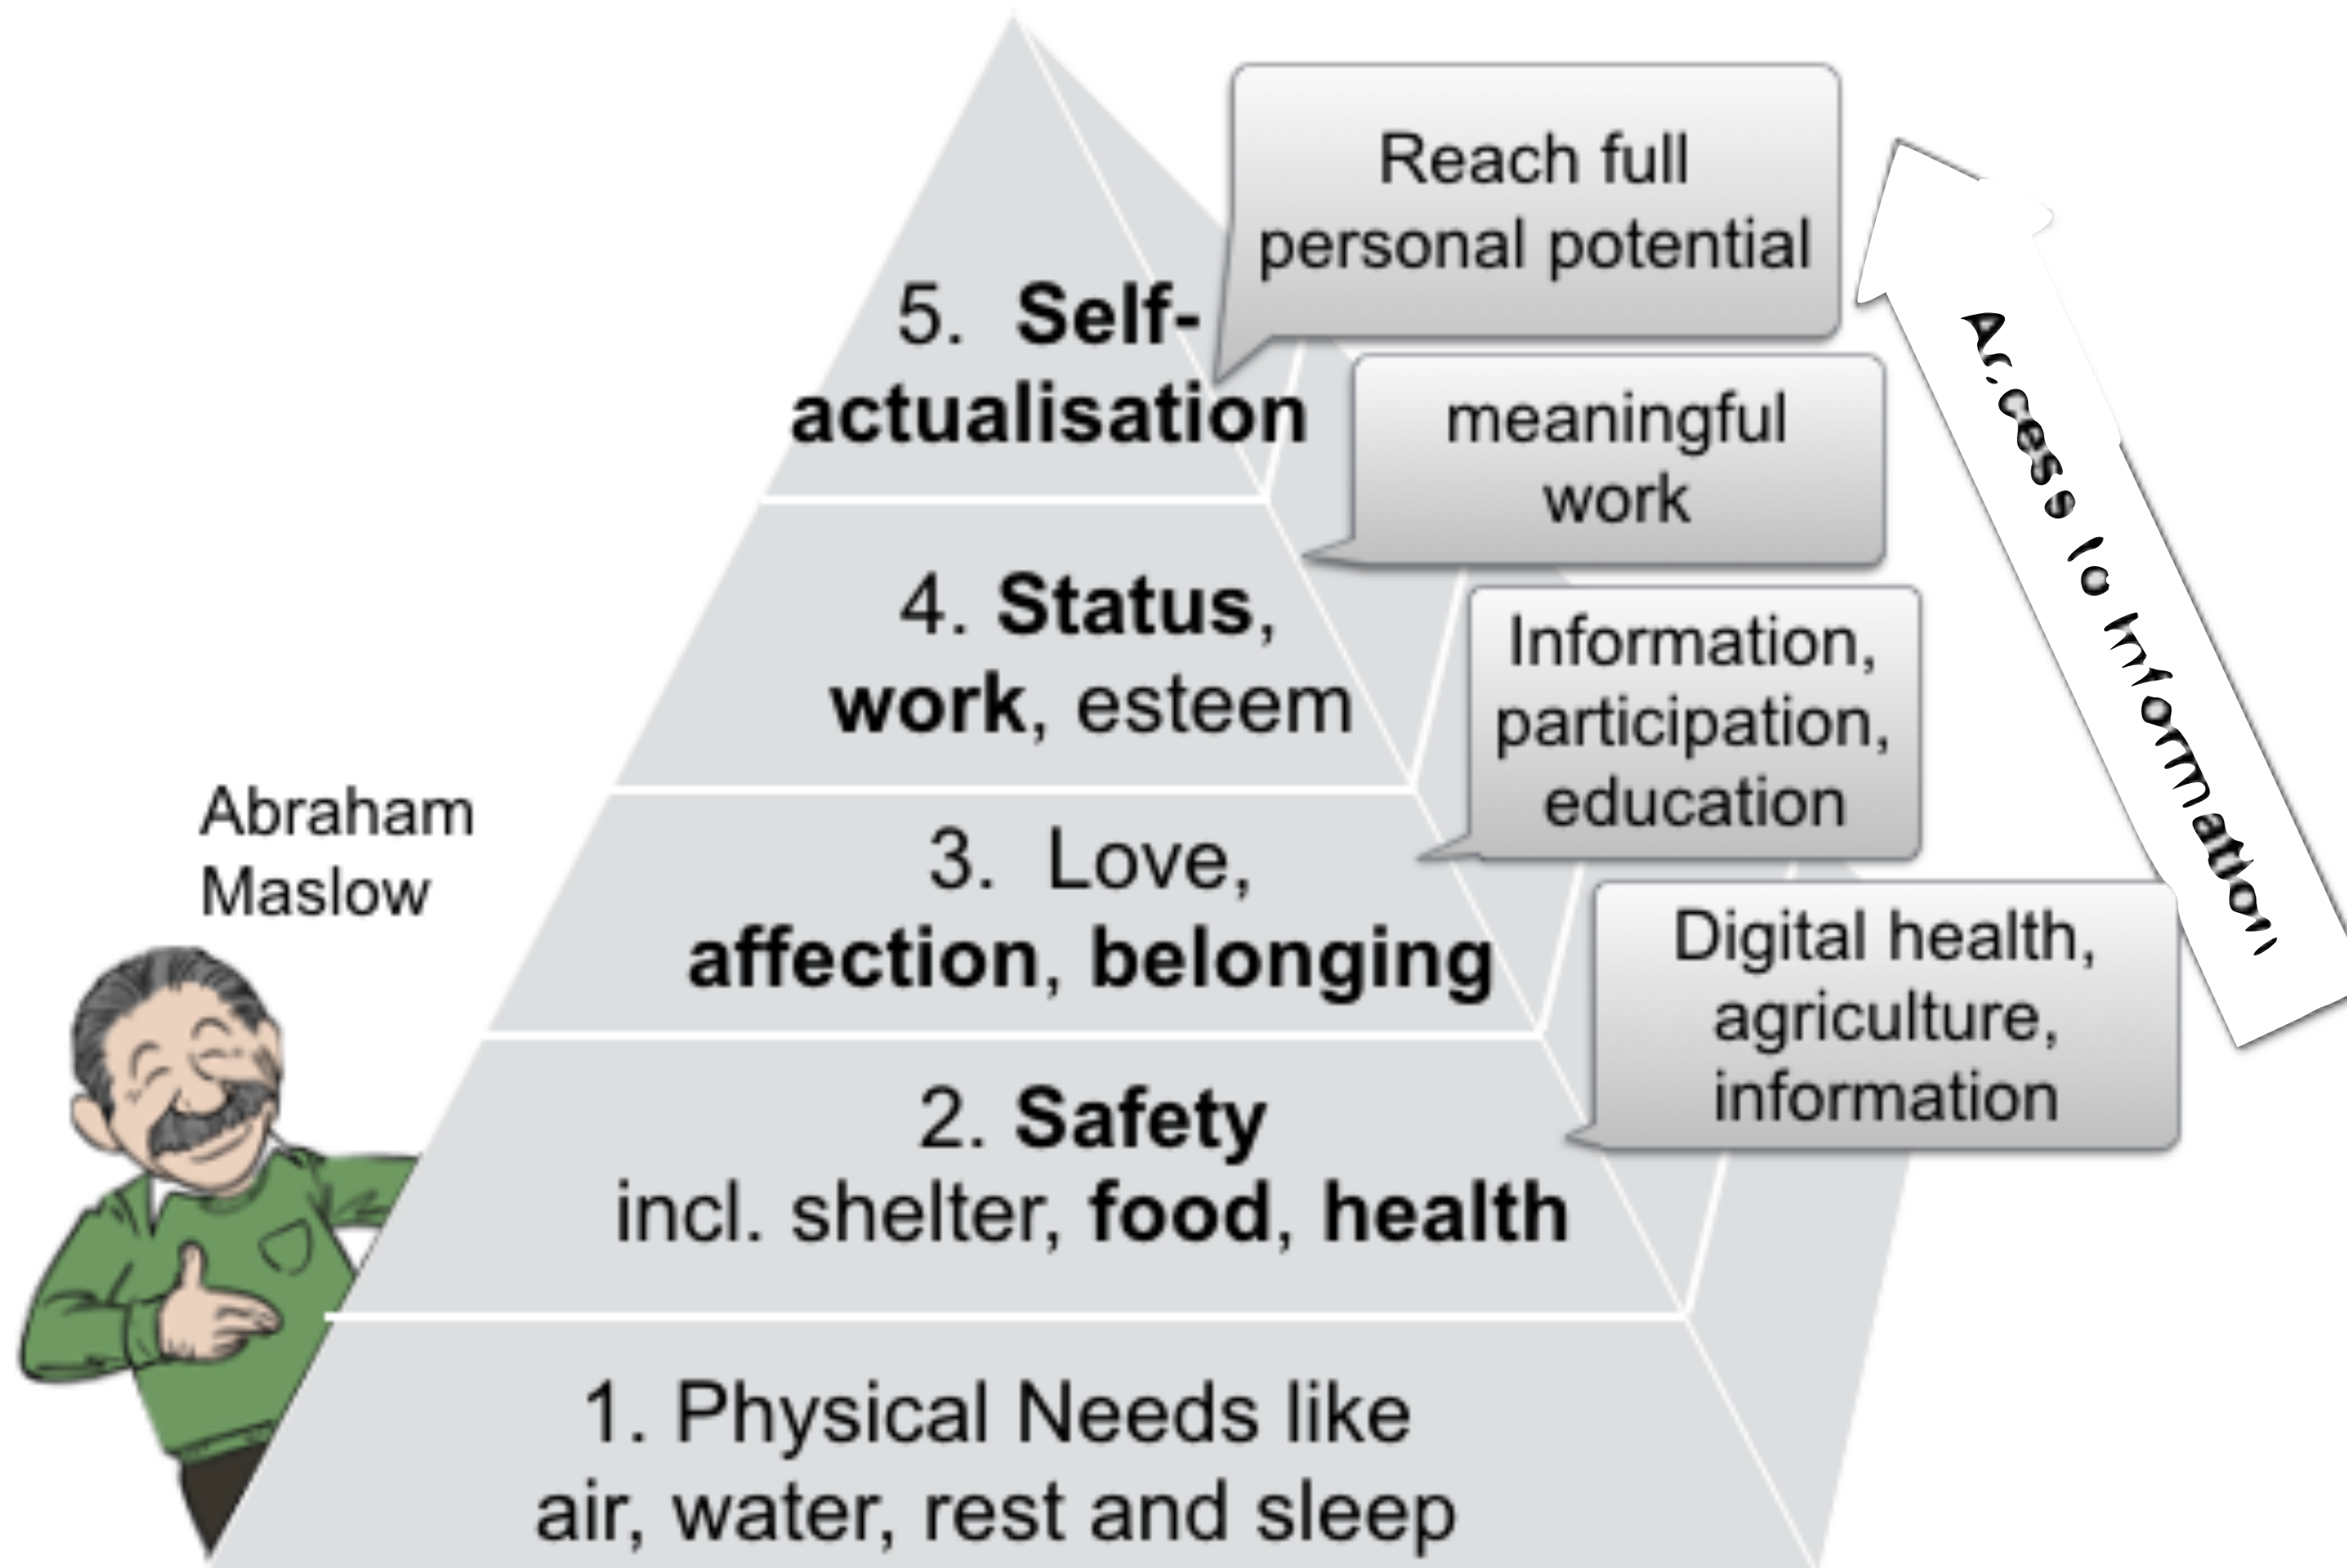 Reach full
personal potential
5. Self-
actualisation
meaningful
work
4. Status,
work, esteem
Information,
participation,
education
Abraham
Maslow
3. Love,
affection, belonging
Digital health,
agriculture,
information
2. Safety
incl. shelter, food, health
1. Physical Needs like
air, water, rest and sleep
Access to Information